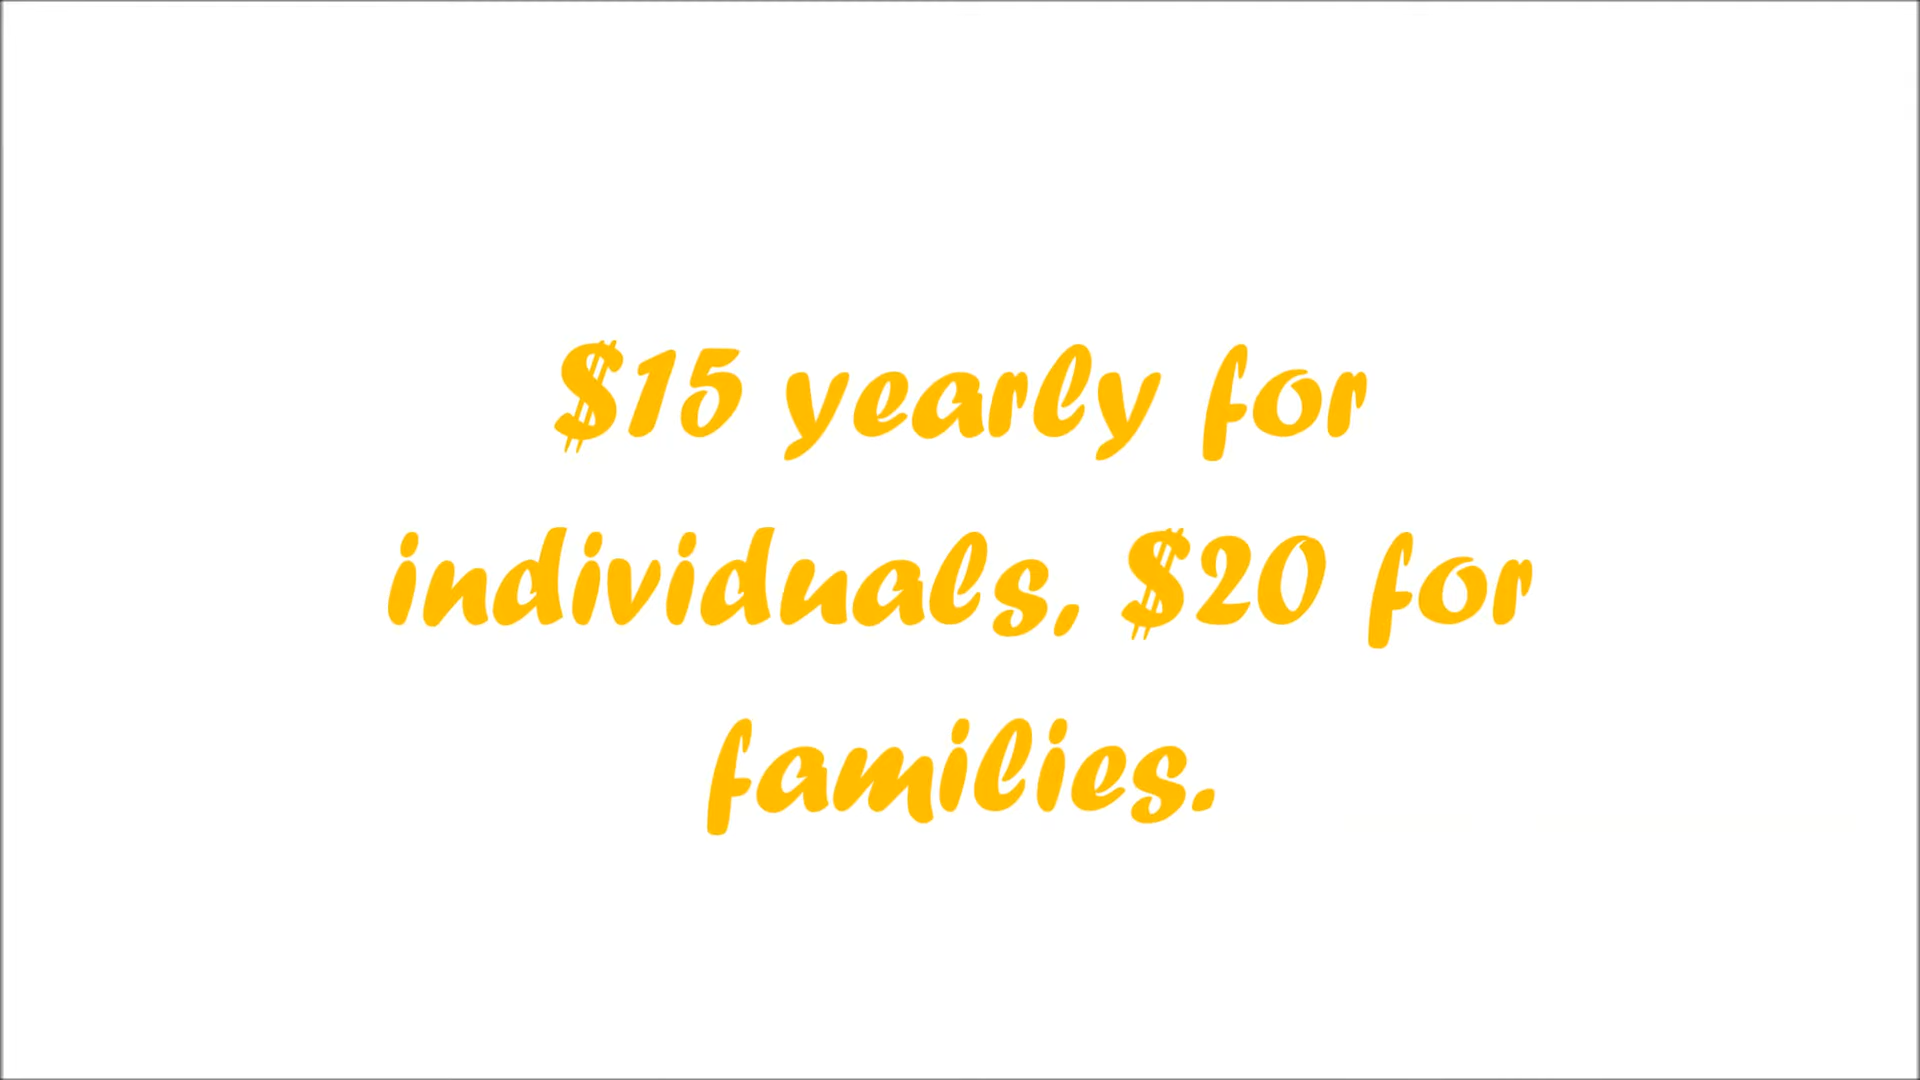 $15 yearly for
individuals, $20 for
families.